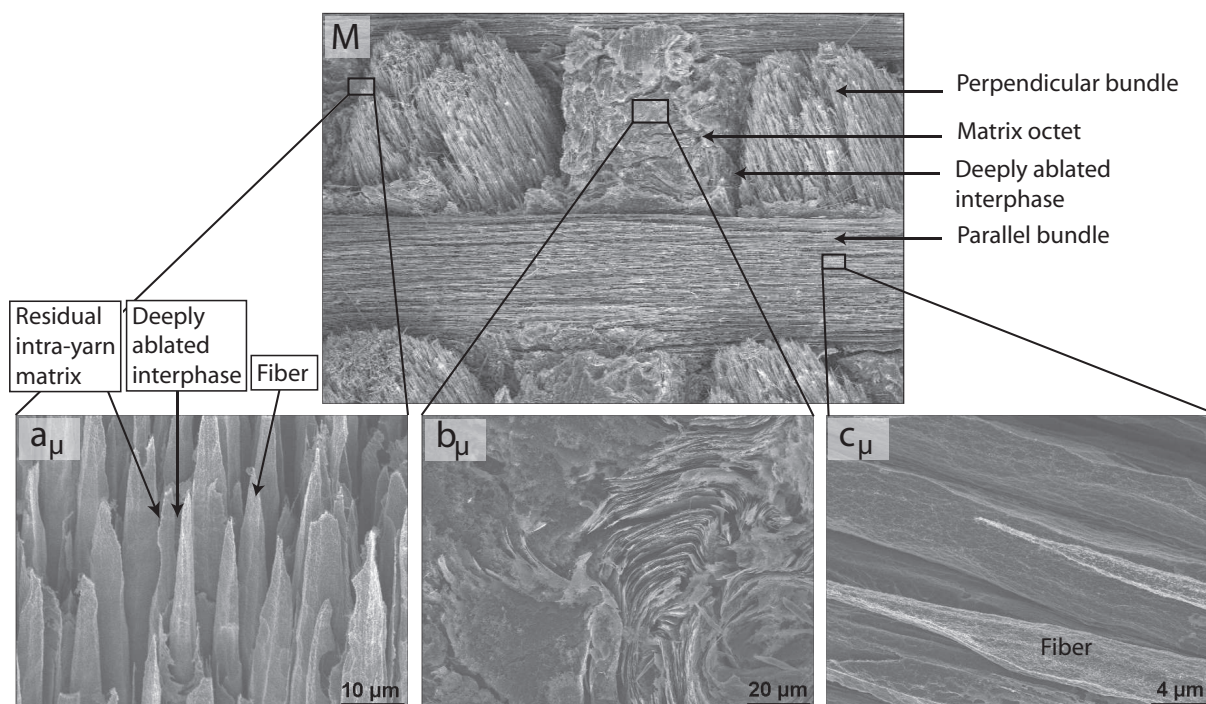 M
Perpendicular bundle
Matrix octet
Deeply ablated
interphase
Parallel bundle
Residual
intra-yarn
matrix
Deeply
ablated
interphase
Fiber
aμ
bμ
cμ
Fiber
10 μm
20 μm
4 μm